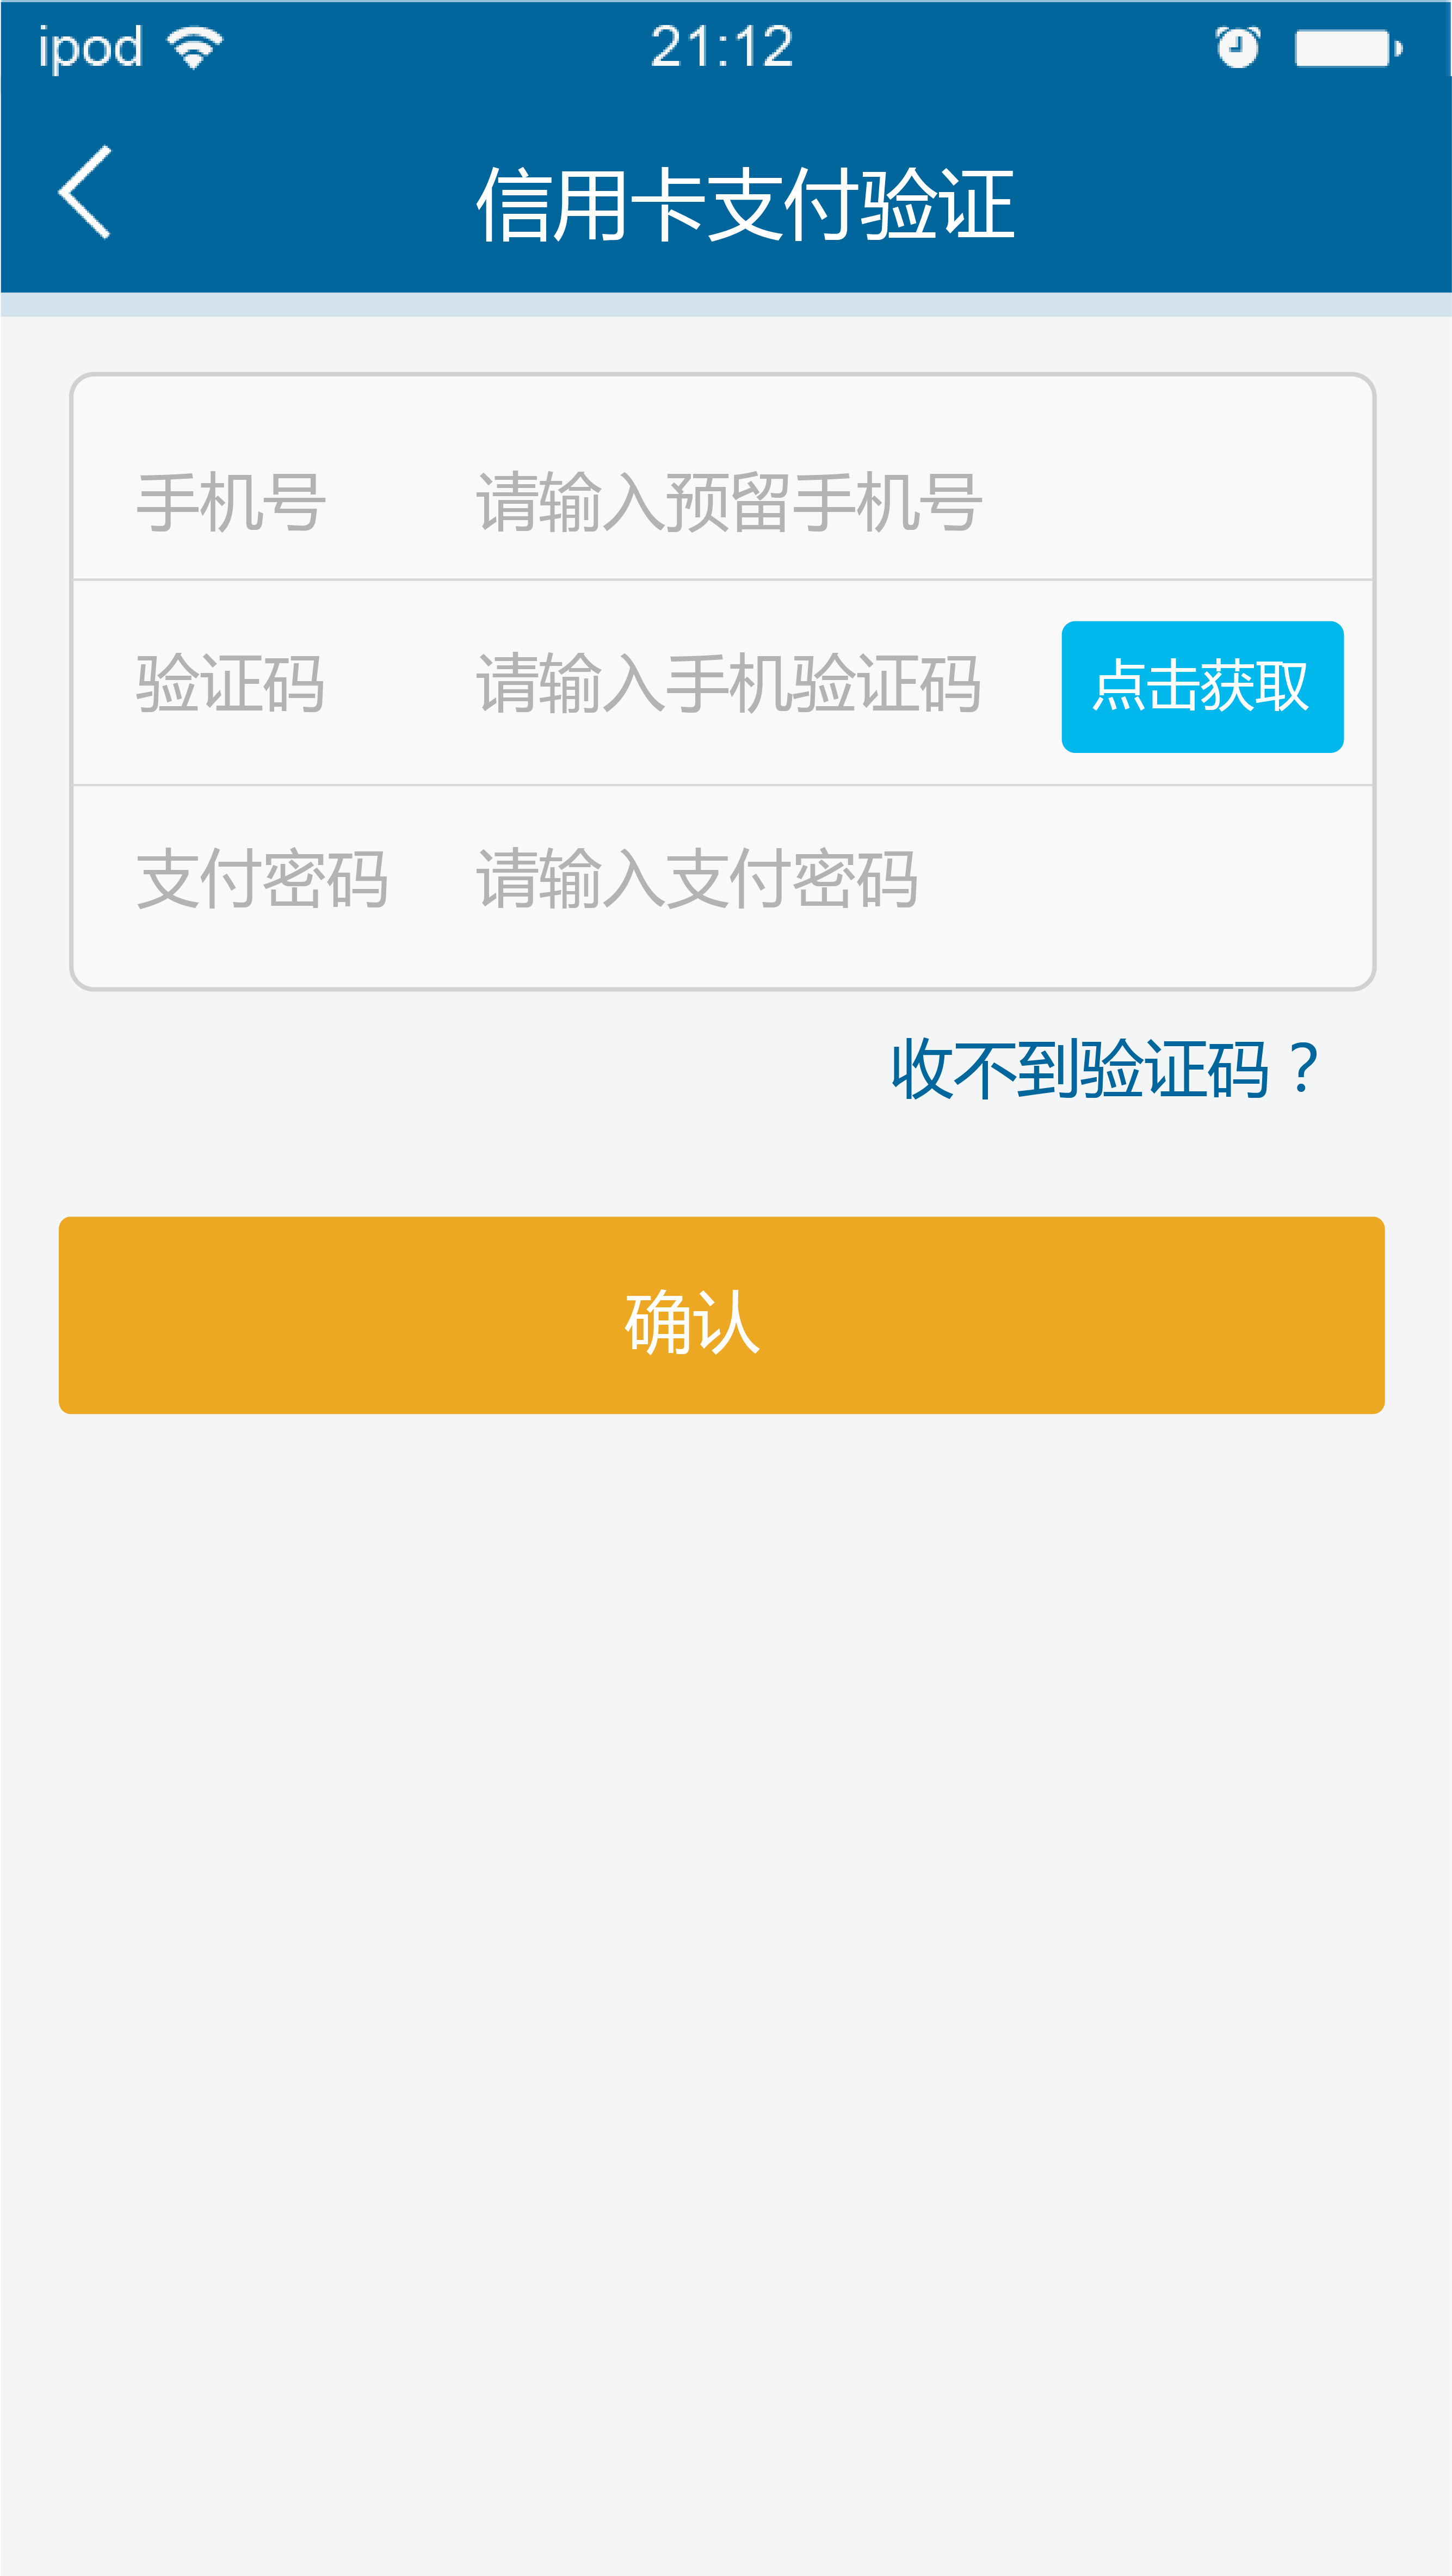 ipod 21:12
信用卡支付验证
手机号 请输入预留手机号
验证码 请输入手机验证码 点击获取
支付密码 请输入支付密码
收不到验证码？
确认